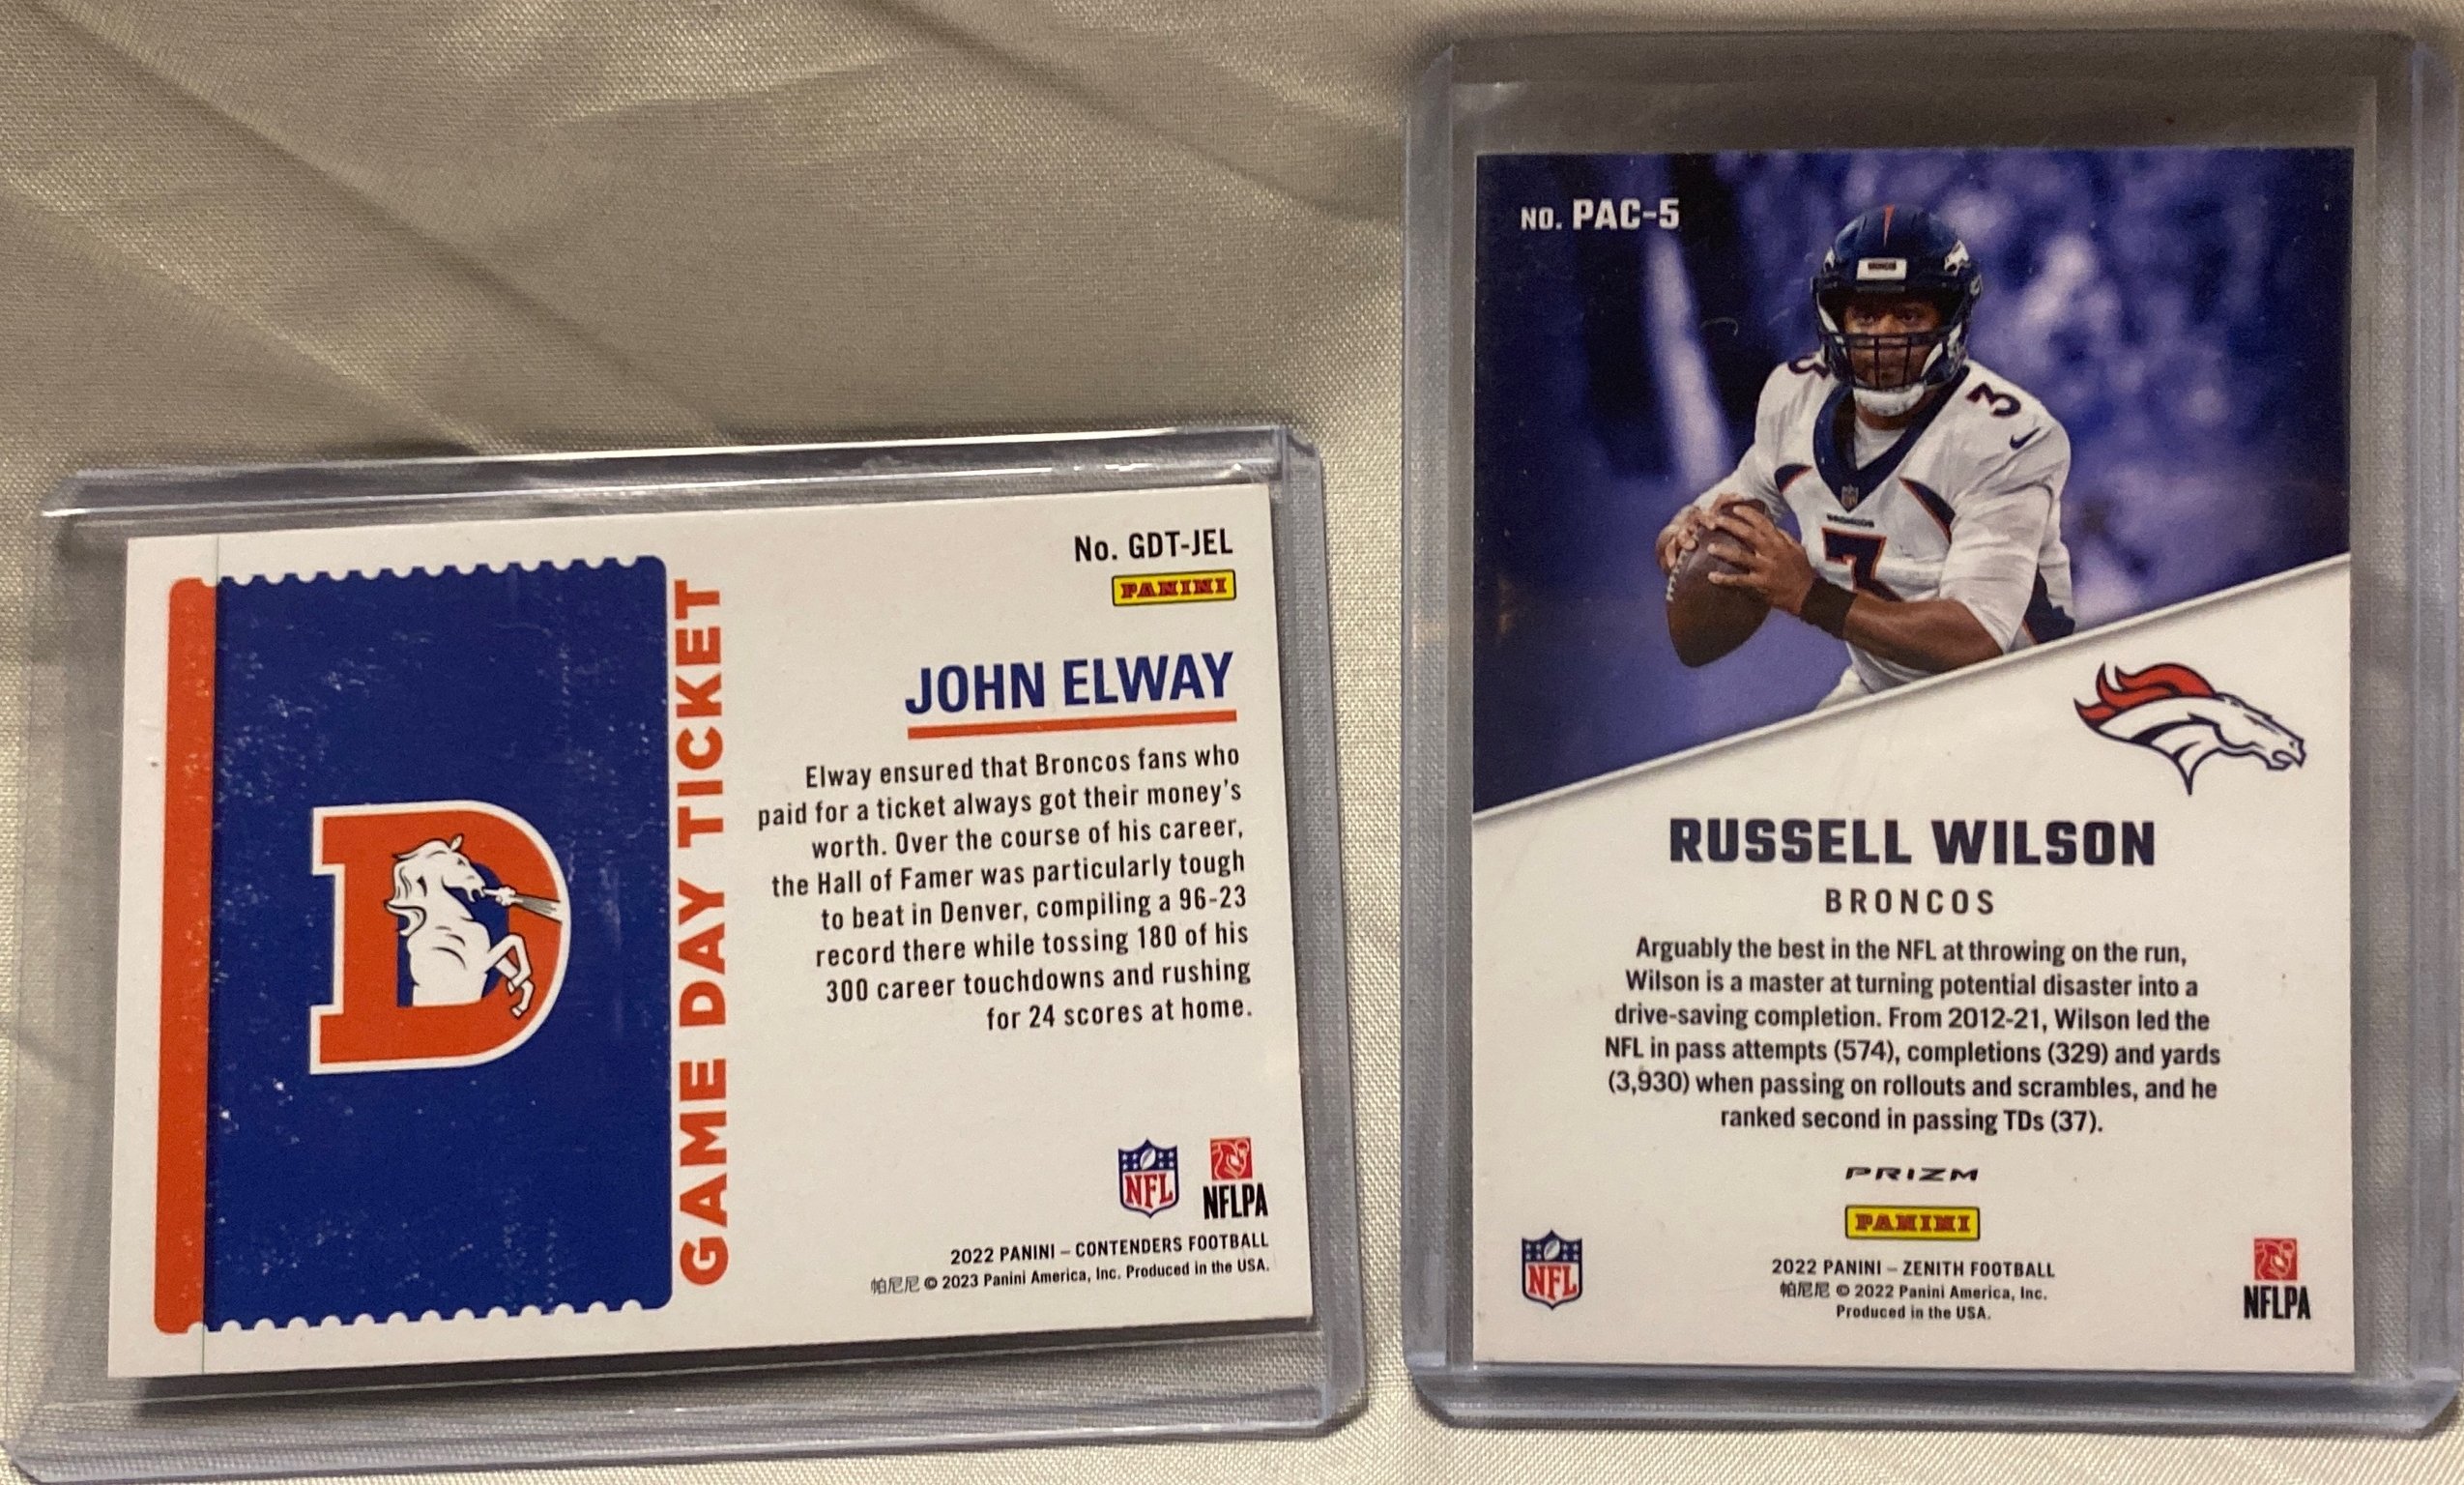 No. GDT-JEL
PANINI
JOHN ELWAY
Elway ensured that Broncos fans who
paid for a ticket always got their money's
worth. Over the course of his career,
the Hall of Famer was particularly tough
to beat in Denver, compiling a 96-23
record there while tossing 180 of his
300 career touchdowns and rushing
for 24 scores at home.
GAME DAY TICKET
D
NFL
NFLPA
2022 PANINI – CONTENDERS FOOTBALL
帕尼尼 © 2023 Panini America, Inc. Produced in the USA.
NO. PAC-5
BRONCOS
3
3
NFL
BRONCOS
3
RUSSELL WILSON
BRONCOS
Arguably the best in the NFL at throwing on the run,
Wilson is a master at turning potential disaster into a
drive-saving completion. From 2012-21, Wilson led the
NFL in pass attempts (574), completions (329) and yards
(3,930) when passing on rollouts and scrambles, and he
ranked second in passing TDs (37).
PRIZM
PANINI
NFL
2022 PANINI – ZENITH FOOTBALL
帕尼尼 © 2022 Panini America, Inc.
Produced in the USA.
NFLPA